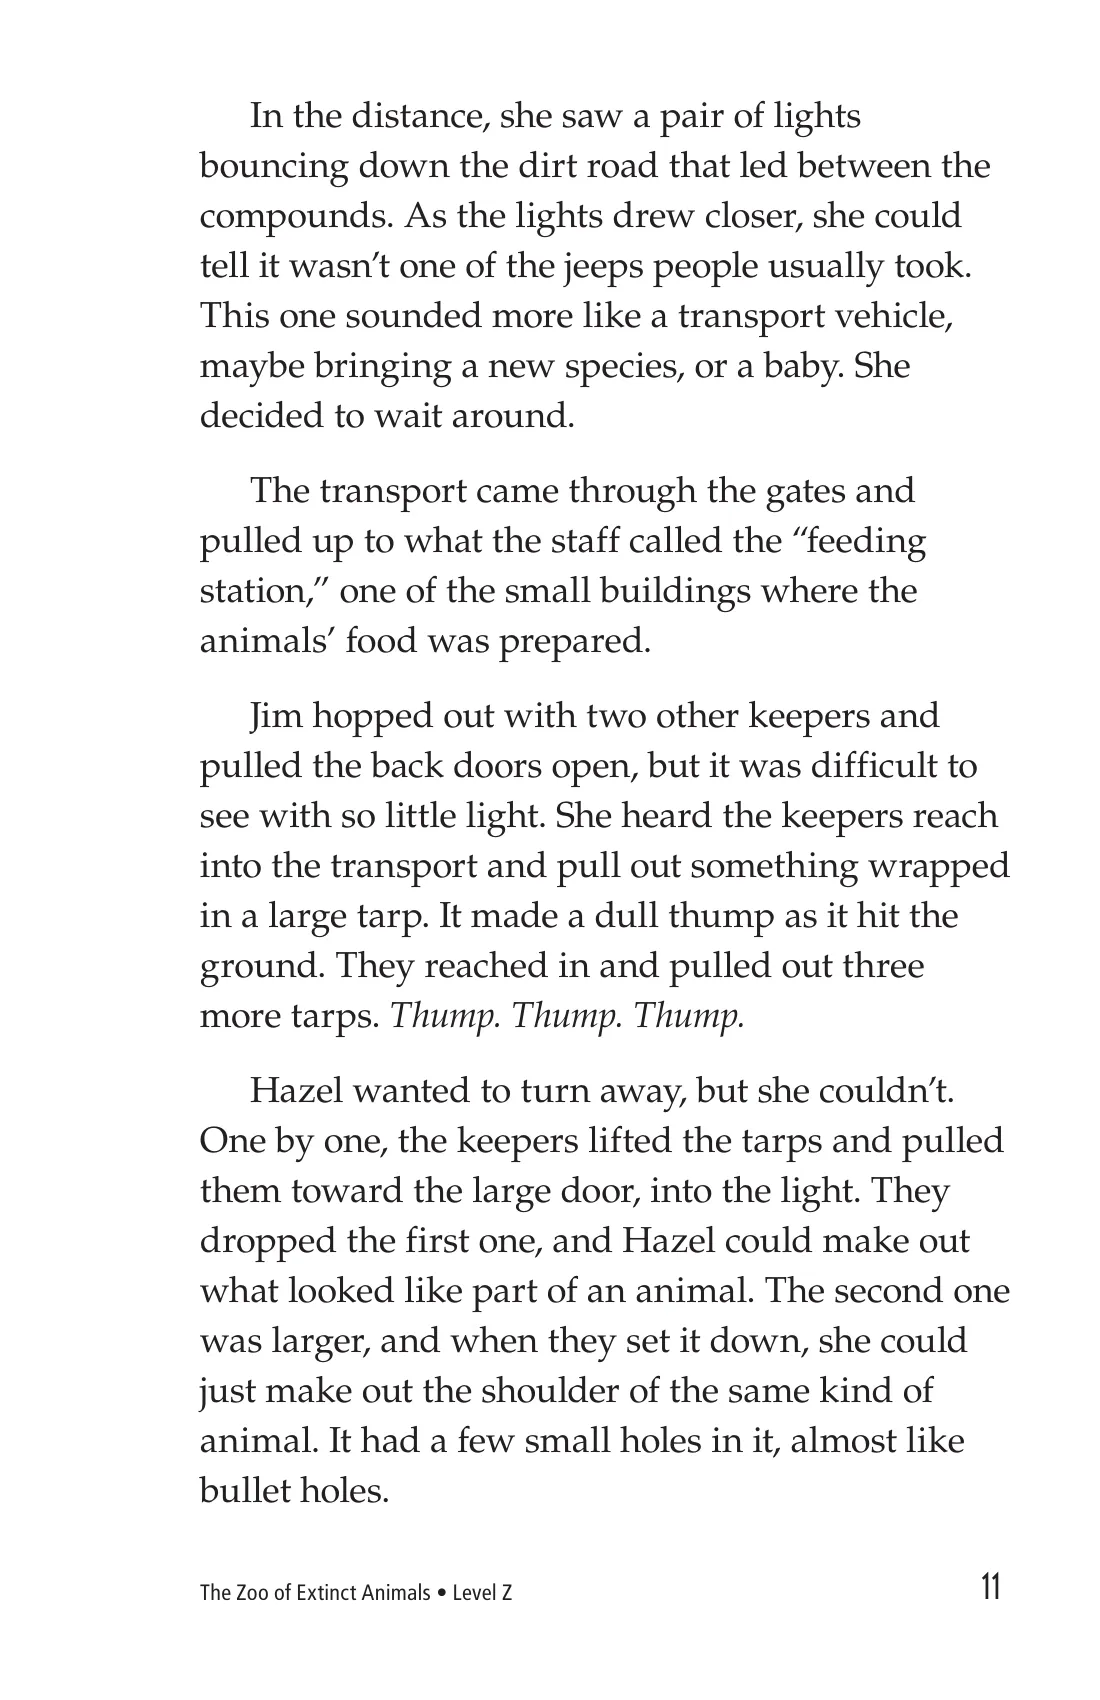 In the distance, she saw a pair of lights
bouncing down the dirt road that led between the
compounds. As the lights drew closer, she could
tell it wasn’t one of the jeeps people usually took.
This one sounded more like a transport vehicle,
maybe bringing a new species, or a baby. She
decided to wait around.
The transport came through the gates and
pulled up to what the staff called the “feeding
station,” one of the small buildings where the
animals’ food was prepared.
Jim hopped out with two other keepers and
pulled the back doors open, but it was difficult to
see with so little light. She heard the keepers reach
into the transport and pull out something wrapped
in a large tarp. It made a dull thump as it hit the
ground. They reached in and pulled out three
more tarps. Thump. Thump. Thump.
Hazel wanted to turn away, but she couldn’t.
One by one, the keepers lifted the tarps and pulled
them toward the large door, into the light. They
dropped the first one, and Hazel could make out
what looked like part of an animal. The second one
was larger, and when they set it down, she could
just make out the shoulder of the same kind of
animal. It had a few small holes in it, almost like
bullet holes.
The Zoo of Extinct Animals • Level Z
11